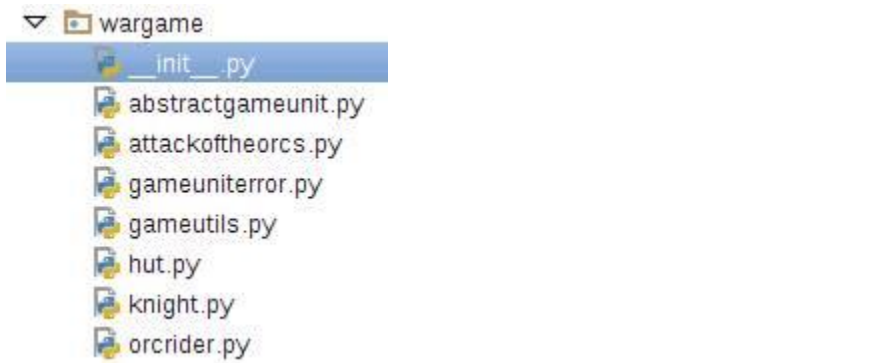 wargame
__init__.py
abstractgameunit.py
attackoftheorcs.py
gameuniterror.py
gameutils.py
hut.py
knight.py
orcrider.py